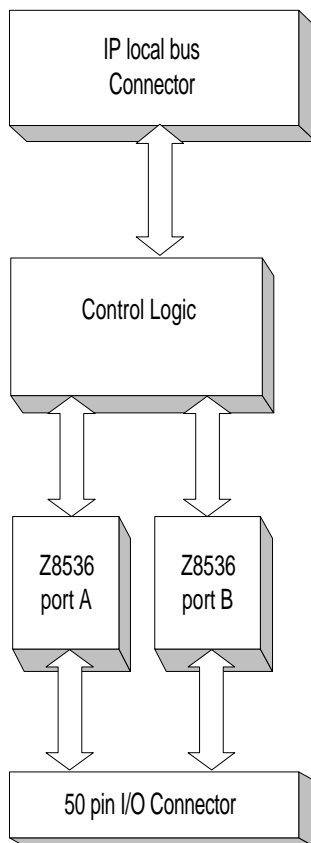 IP local bus
Connector
Control Logic
Z8536
port A
Z8536
port B
50 pin I/O Connector